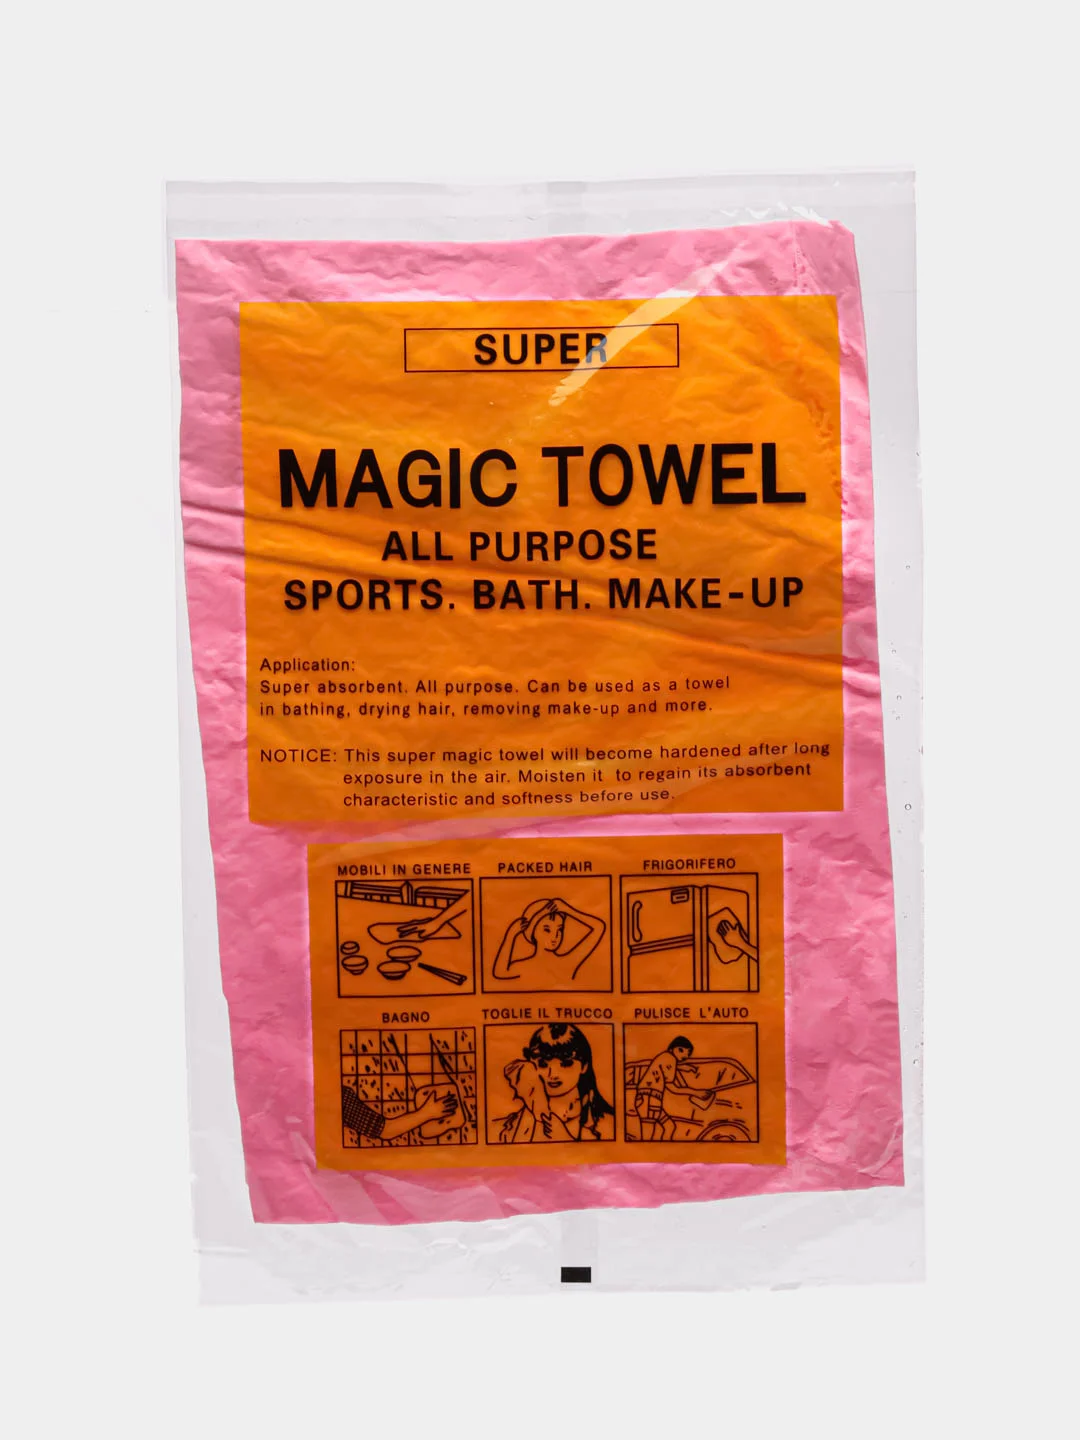 SUPER
MAGIC TOWEL
ALL PURPOSE
SPORTS. BATH. MAKE-UP
Application:
Super absorbent. All purpose. Can be used as a towel
in bathing, drying hair, removing make-up and more.
NOTICE: This super magic towel will become hardened after long
exposure in the air. Moisten it to regain its absorbent
characteristic and softness before use.
MOBILI IN GENERE PACKED HAIR FRIGORIFERO
BAGNO TOGLIE IL TRUCCO PULISCE L'AUTO